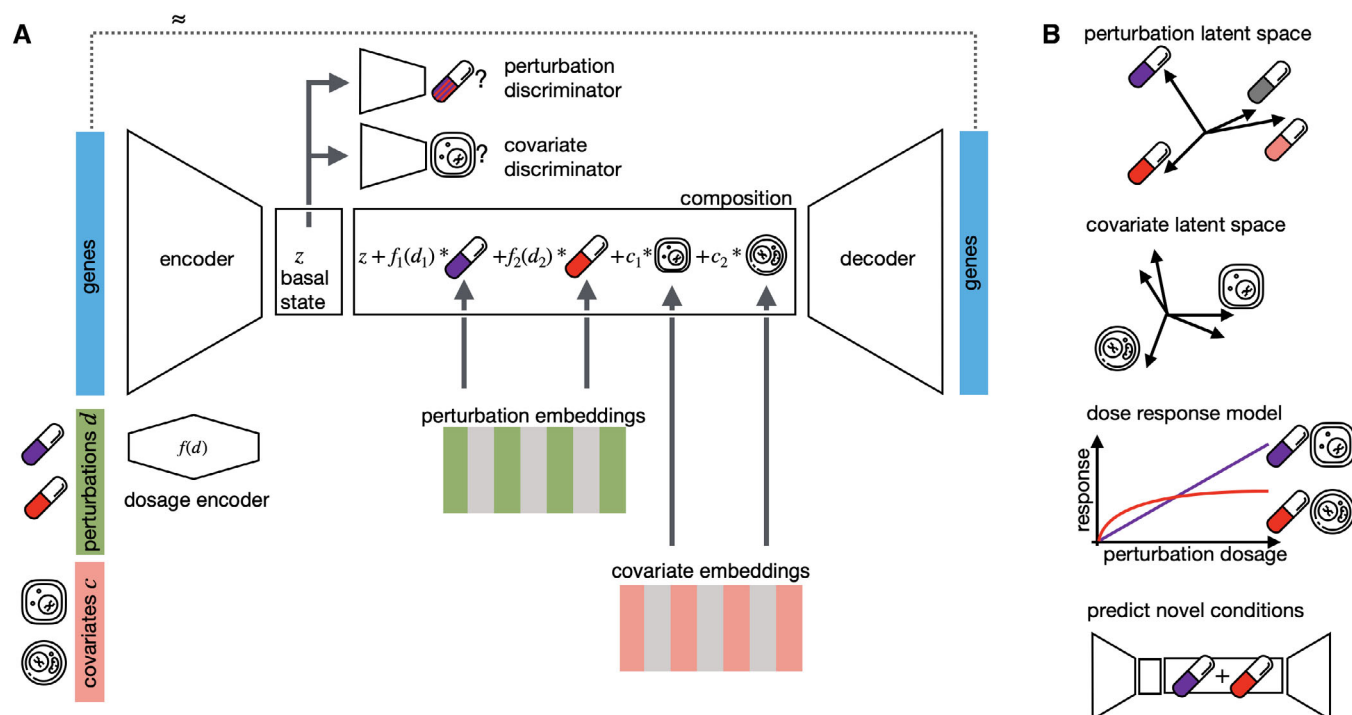 A
≈
perturbation
discriminator
?
covariate
discriminator
?
composition
genes
encoder
z
basal
state
z + f₁(d₁) * + f₂(d₂) * + c₁* + c₂ *
decoder
genes
perturbations d
f(d)
dosage encoder
perturbation embeddings
covariates c
covariate embeddings
B
perturbation latent space
covariate latent space
dose response model
response
perturbation dosage
predict novel conditions
+